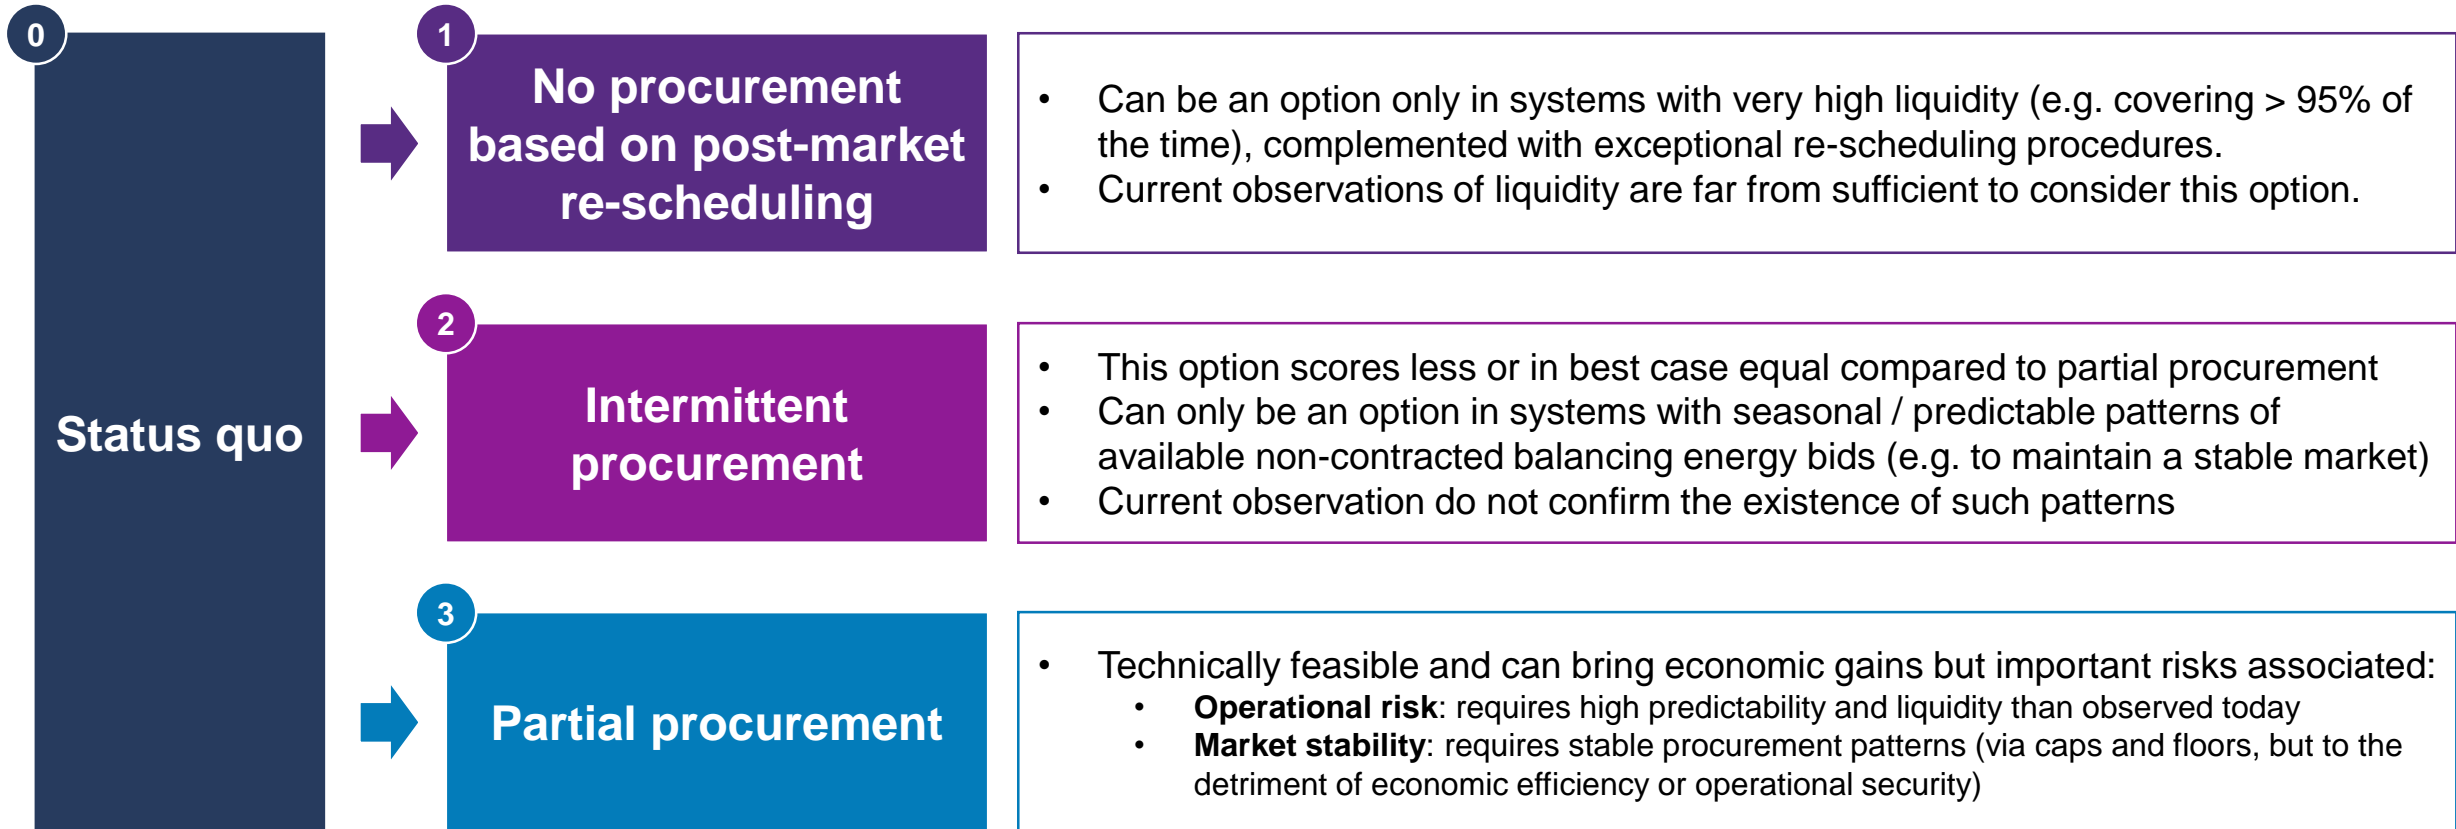 0
Status quo
1
No procurement
based on post-market
re-scheduling
• Can be an option only in systems with very high liquidity (e.g. covering > 95% of
the time), complemented with exceptional re-scheduling procedures.
• Current observations of liquidity are far from sufficient to consider this option.
2
Intermittent
procurement
• This option scores less or in best case equal compared to partial procurement
• Can only be an option in systems with seasonal / predictable patterns of
available non-contracted balancing energy bids (e.g. to maintain a stable market)
• Current observation do not confirm the existence of such patterns
3
Partial procurement
• Technically feasible and can bring economic gains but important risks associated:
• Operational risk: requires high predictability and liquidity than observed today
• Market stability: requires stable procurement patterns (via caps and floors, but to the
detriment of economic efficiency or operational security)